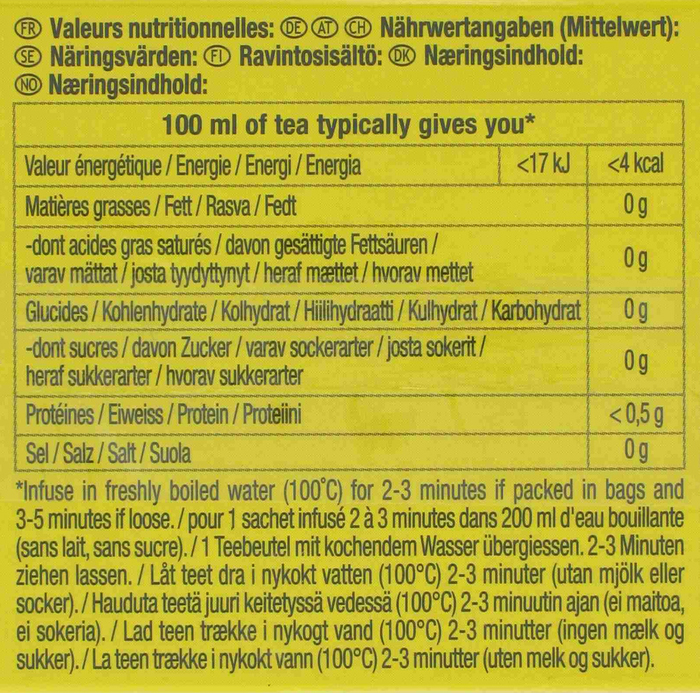 FR Valeurs nutritionnelles: DE AT CH Nährwertangaben (Mittelwert):
SE Näringsvärden: FI Ravintosisältö: DK Næringsindhold:
NO Næringsindhold:
100 ml of tea typically gives you*
Valeur énergétique / Energie / Energi / Energia <17 kJ <4 kcal
Matières grasses / Fett / Rasva / Fedt 0 g
-dont acides gras saturés / davon gesättigte Fettsäuren /
varav mättat / josta tyydyttynyt / heraf mættet / hvorav mettet 0 g
Glucides / Kohlenhydrate / Kolhydrat / Hiilihydraatti / Kulhydrat / Karbohydrat 0 g
-dont sucres / davon Zucker / varav sockerarter / josta sokerit /
heraf sukkerarter / hvorav sukkerarter 0 g
Protéines / Eiweiss / Protein / Proteiini < 0,5 g
Sel / Salz / Salt / Suola 0 g
*Infuse in freshly boiled water (100°C) for 2-3 minutes if packed in bags and
3-5 minutes if loose. / pour 1 sachet infusé 2 à 3 minutes dans 200 ml d'eau bouillante
(sans lait, sans sucre). / 1 Teebeutel mit kochendem Wasser übergiessen. 2-3 Minuten
ziehen lassen. / Låt teet dra i nykokt vatten (100°C) 2-3 minuter (utan mjölk eller
socker). / Hauduta teetä juuri keitetyssä vedessä (100°C) 2-3 minuutin ajan (ei maitoa,
ei sokeria). / Lad teen trække i nykogt vand (100°C) 2-3 minutter (ingen mælk og
sukker). / La teen trække i nykokt vann (100°C) 2-3 minutter (uten melk og sukker).